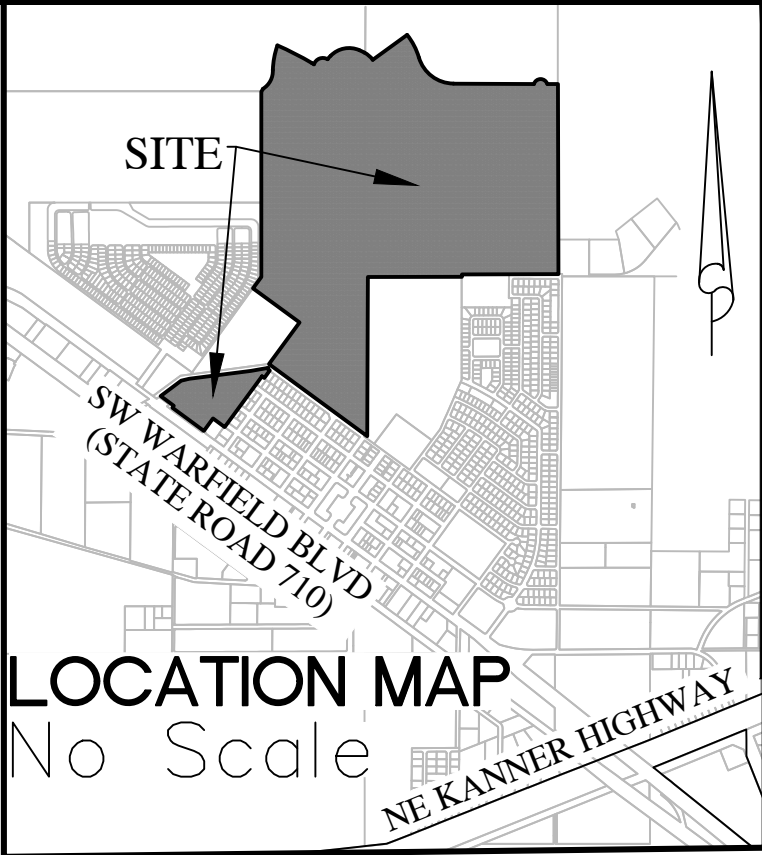 SITE
SW WARFIELD BLVD
(STATE ROAD 710)
LOCATION MAP
No Scale
NE KANNER HIGHWAY